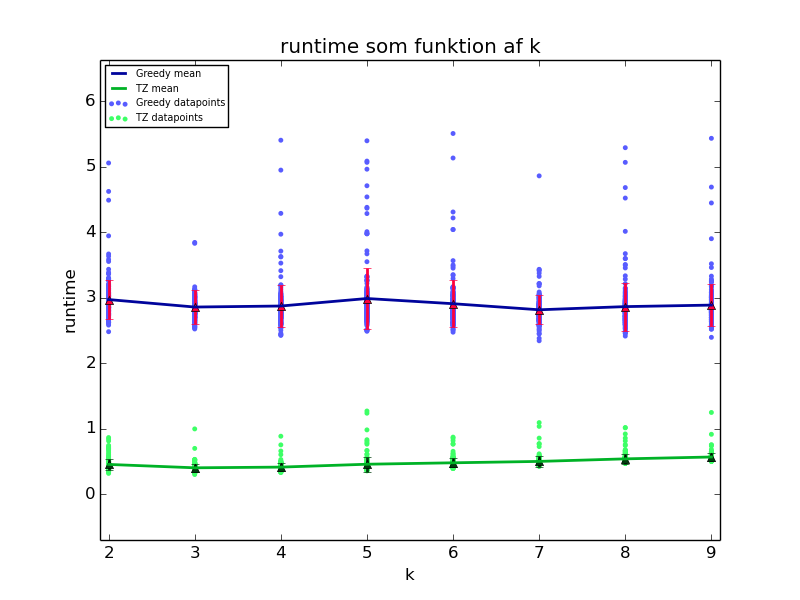 runtime som funktion af k
Greedy mean
TZ mean
Greedy datapoints
TZ datapoints
6
5
4
3
2
1
0
runtime
2 3 4 5 6 7 8 9
k